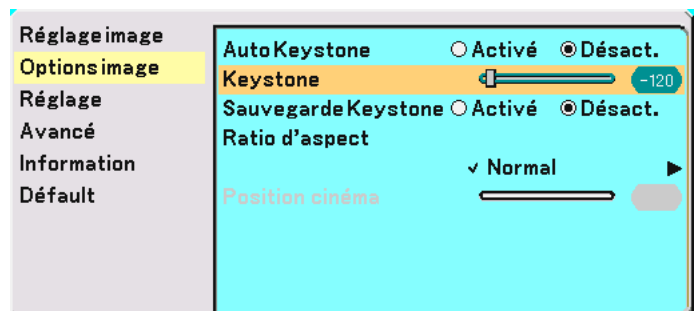 Réglage image
Options image
Réglage
Avancé
Information
Défault
Auto Keystone Activé Désact.
Keystone -120
Sauvegarde Keystone Activé Désact.
Ratio d'aspect
✓ Normal
Position cinéma